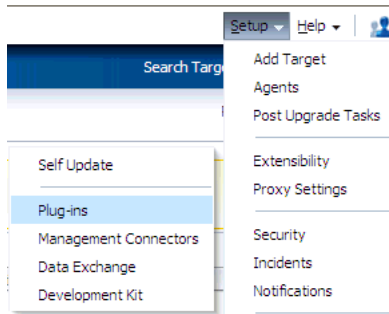 Setup Help
Search Targ
Add Target
Agents
Post Upgrade Tasks
Extensibility
Proxy Settings
Security
Incidents
Notifications
Self Update
Plug-ins
Management Connectors
Data Exchange
Development Kit